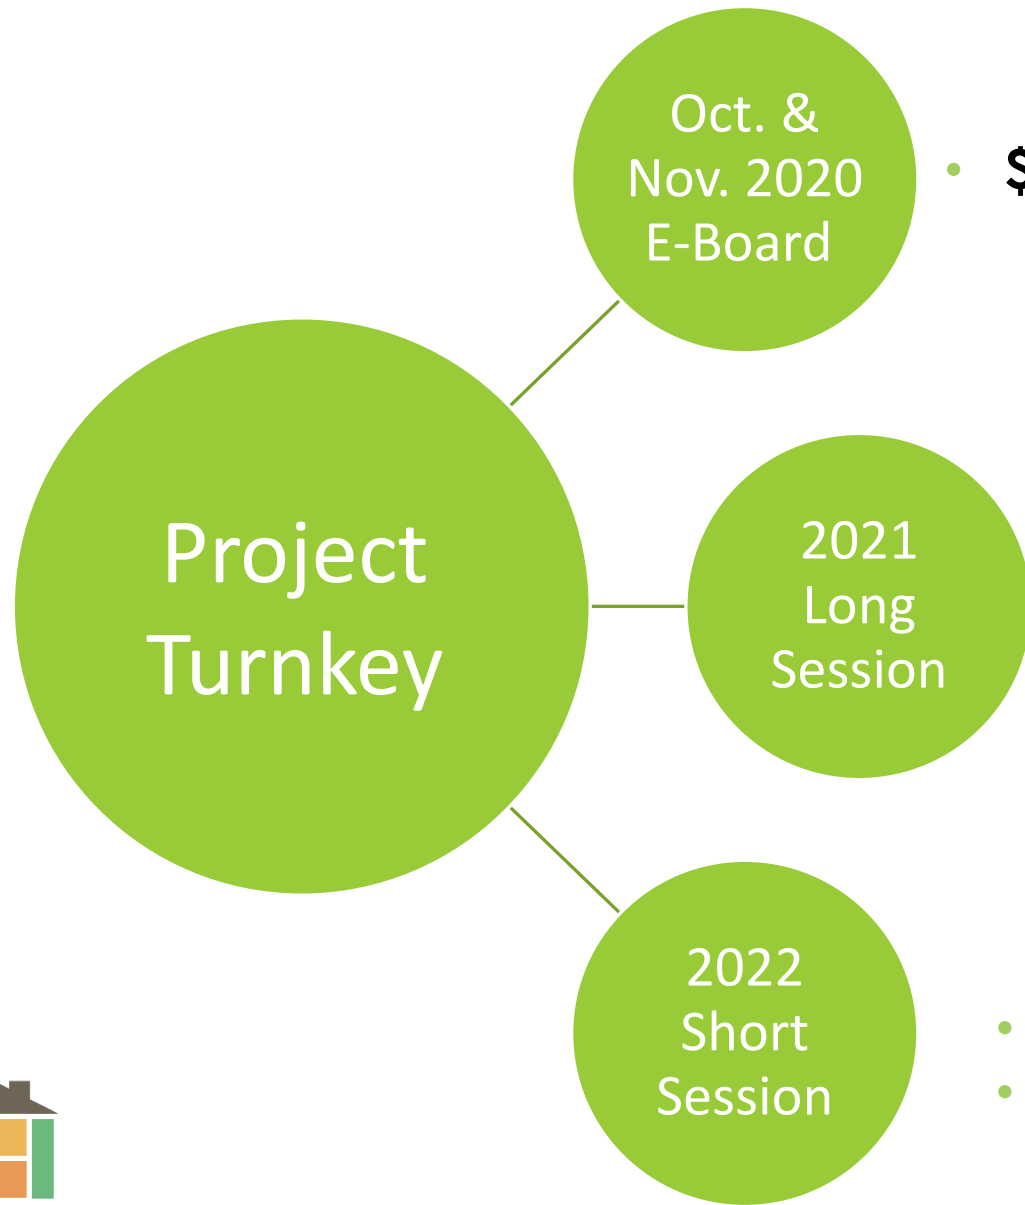 Oct. &
Nov. 2020
E-Board
• $
Project
Turnkey
2021
Long
Session
2022
Short
Session
•
•